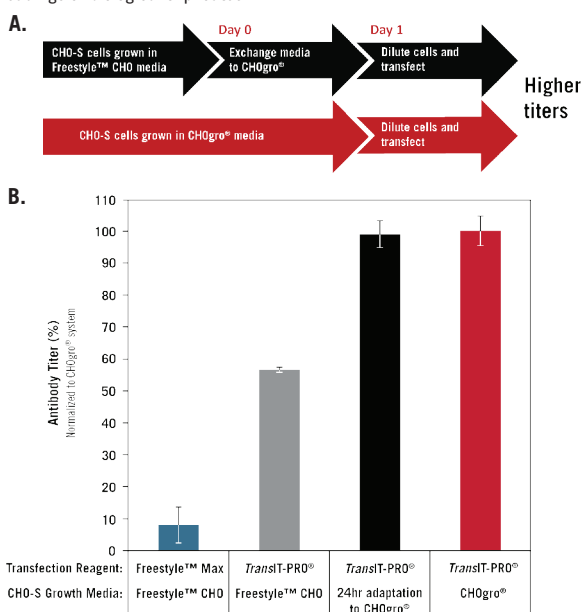 A.
Day 0
Day 1
CHO-S cells grown in
Freestyle™ CHO media
Exchange media
to CHOgro®
Dilute cells and
transfect
Higher
titers
CHO-S cells grown in CHOgro® media
Dilute cells and
transfect
B.
Antibody Titer (%)
Normalized to CHOgro® system
110
100
90
80
70
60
50
40
30
20
10
0
Transfection Reagent: Freestyle™ Max TransIT-PRO® TransIT-PRO® TransIT-PRO®
CHO-S Growth Media: Freestyle™ CHO Freestyle™ CHO 24hr adaptation CHOgro®
to CHOgro®